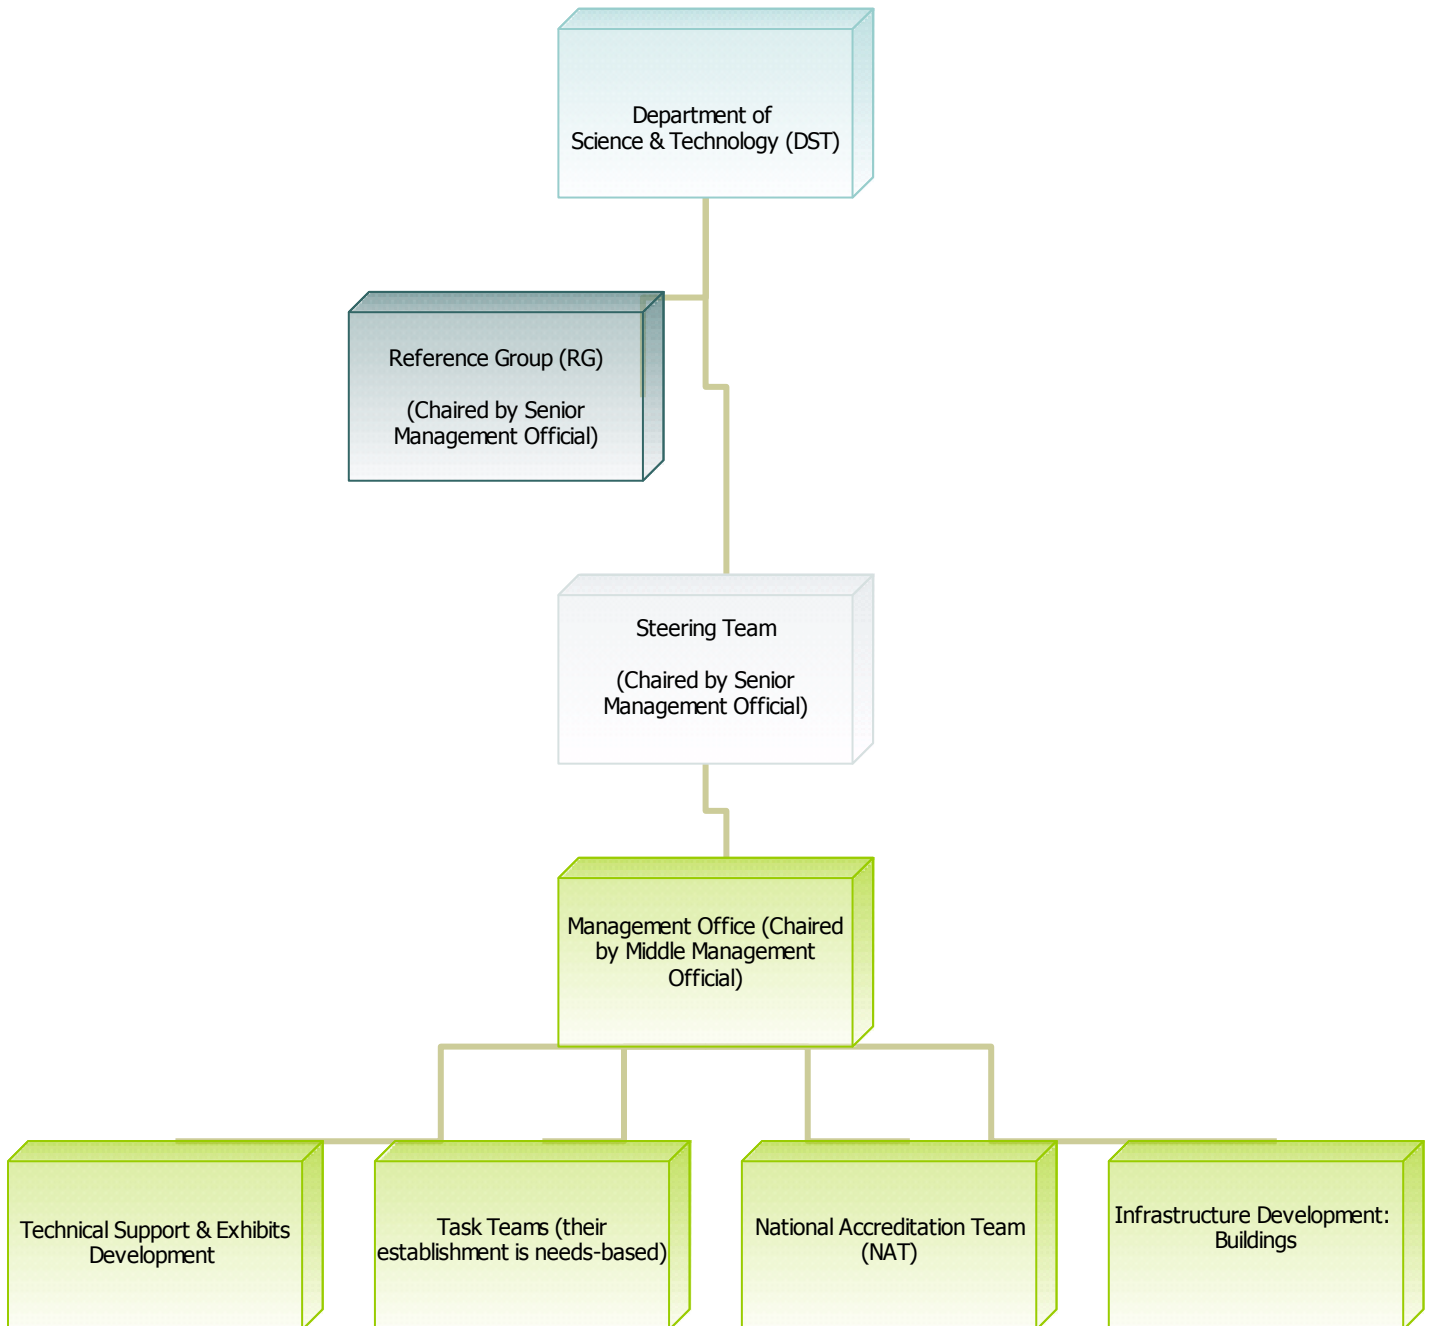 Department of
Science & Technology (DST)
Reference Group (RG)
(Chaired by Senior
Management Official)
Steering Team
(Chaired by Senior
Management Official)
Management Office (Chaired
by Middle Management
Official)
Technical Support & Exhibits
Development
Task Teams (their
establishment is needs-based)
National Accreditation Team
(NAT)
Infrastructure Development:
Buildings